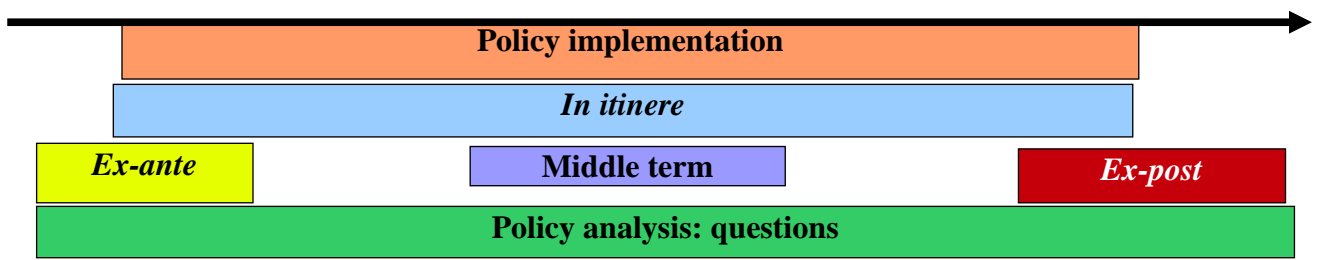 Policy implementation
In itinere
Ex-ante
Middle term
Ex-post
Policy analysis: questions